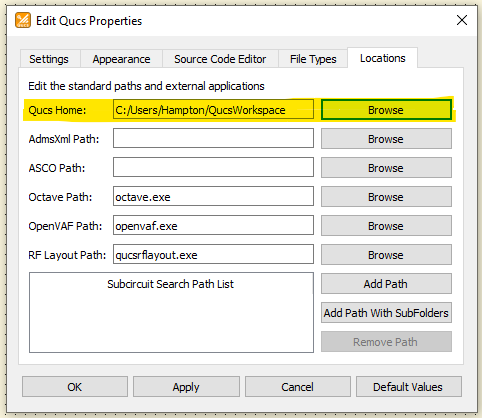 Edit Qucs Properties
Settings Appearance Source Code Editor File Types Locations
Edit the standard paths and external applications
Qucs Home: C:/Users/Hampton/QucsWorkspace Browse
AdmsXml Path: Browse
ASCO Path: Browse
Octave Path: octave.exe Browse
OpenVAF Path: openvaf.exe Browse
RF Layout Path: qucsrflayout.exe Browse
Subcircuit Search Path List Add Path
Add Path With SubFolders
Remove Path
OK Apply Cancel Default Values